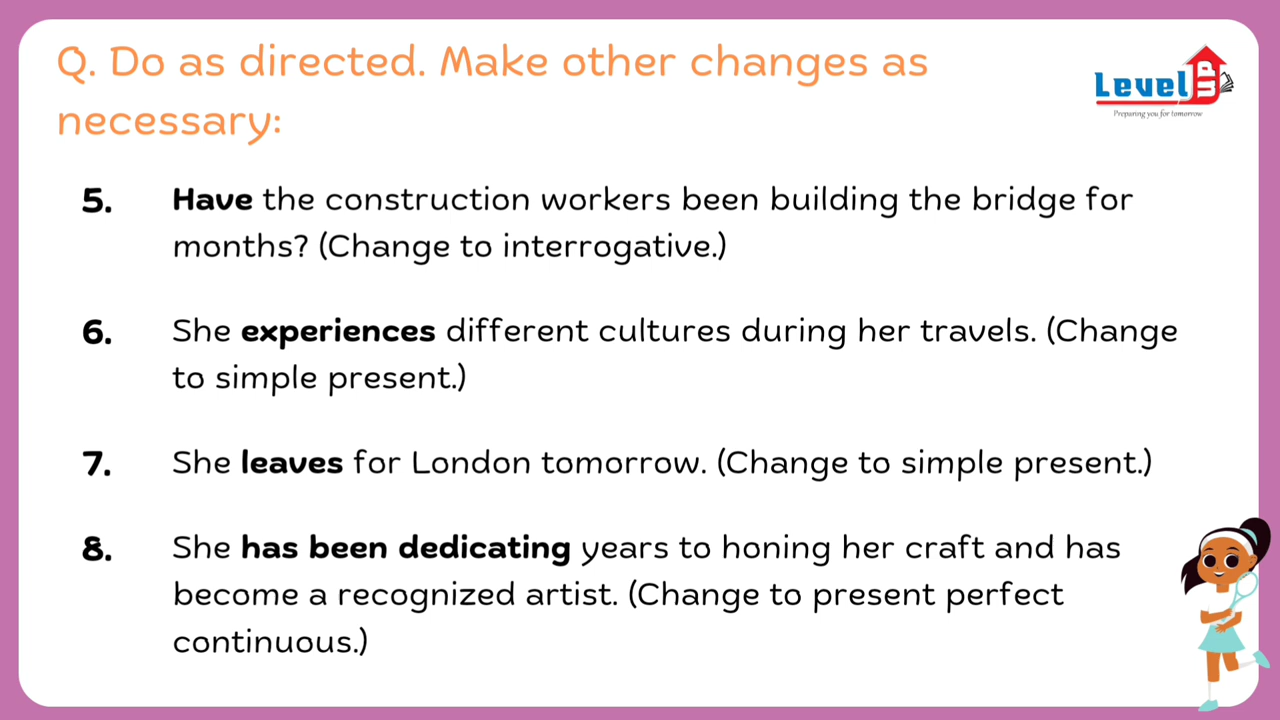 Q. Do as directed. Make other changes as
necessary:
Level UP
Preparing you for tomorrow
5. Have the construction workers been building the bridge for
months? (Change to interrogative.)
6. She experiences different cultures during her travels. (Change
to simple present.)
7. She leaves for London tomorrow. (Change to simple present.)
8. She has been dedicating years to honing her craft and has
become a recognized artist. (Change to present perfect
continuous.)